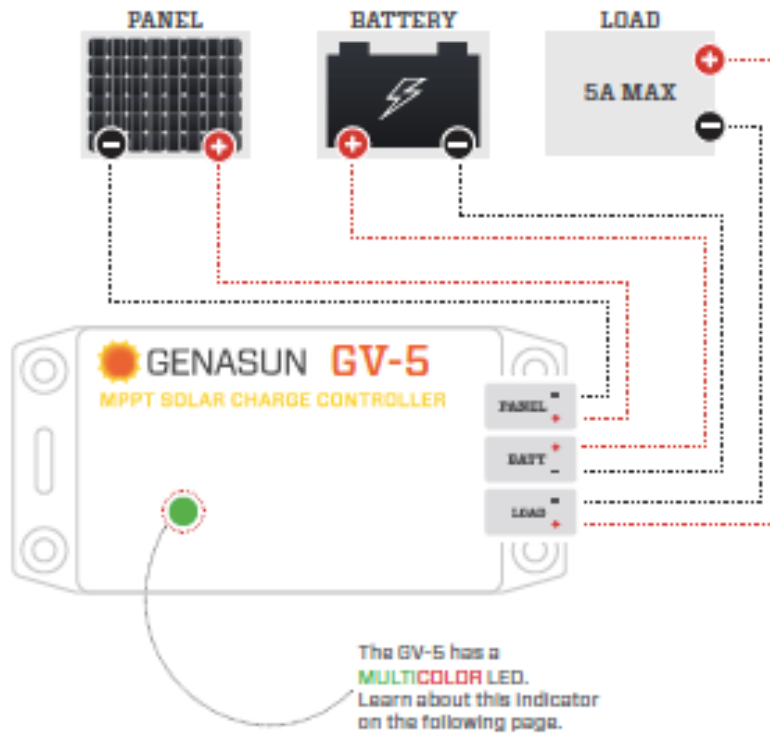 PANEL
BATTERY
LOAD
5A MAX
GENASUN GV-5
MPPT SOLAR CHARGE CONTROLLER
PANEL - +
BATT + -
LOAD - +
The GV-5 has a
MULTICOLOR LED.
Learn about this indicator
on the following page.